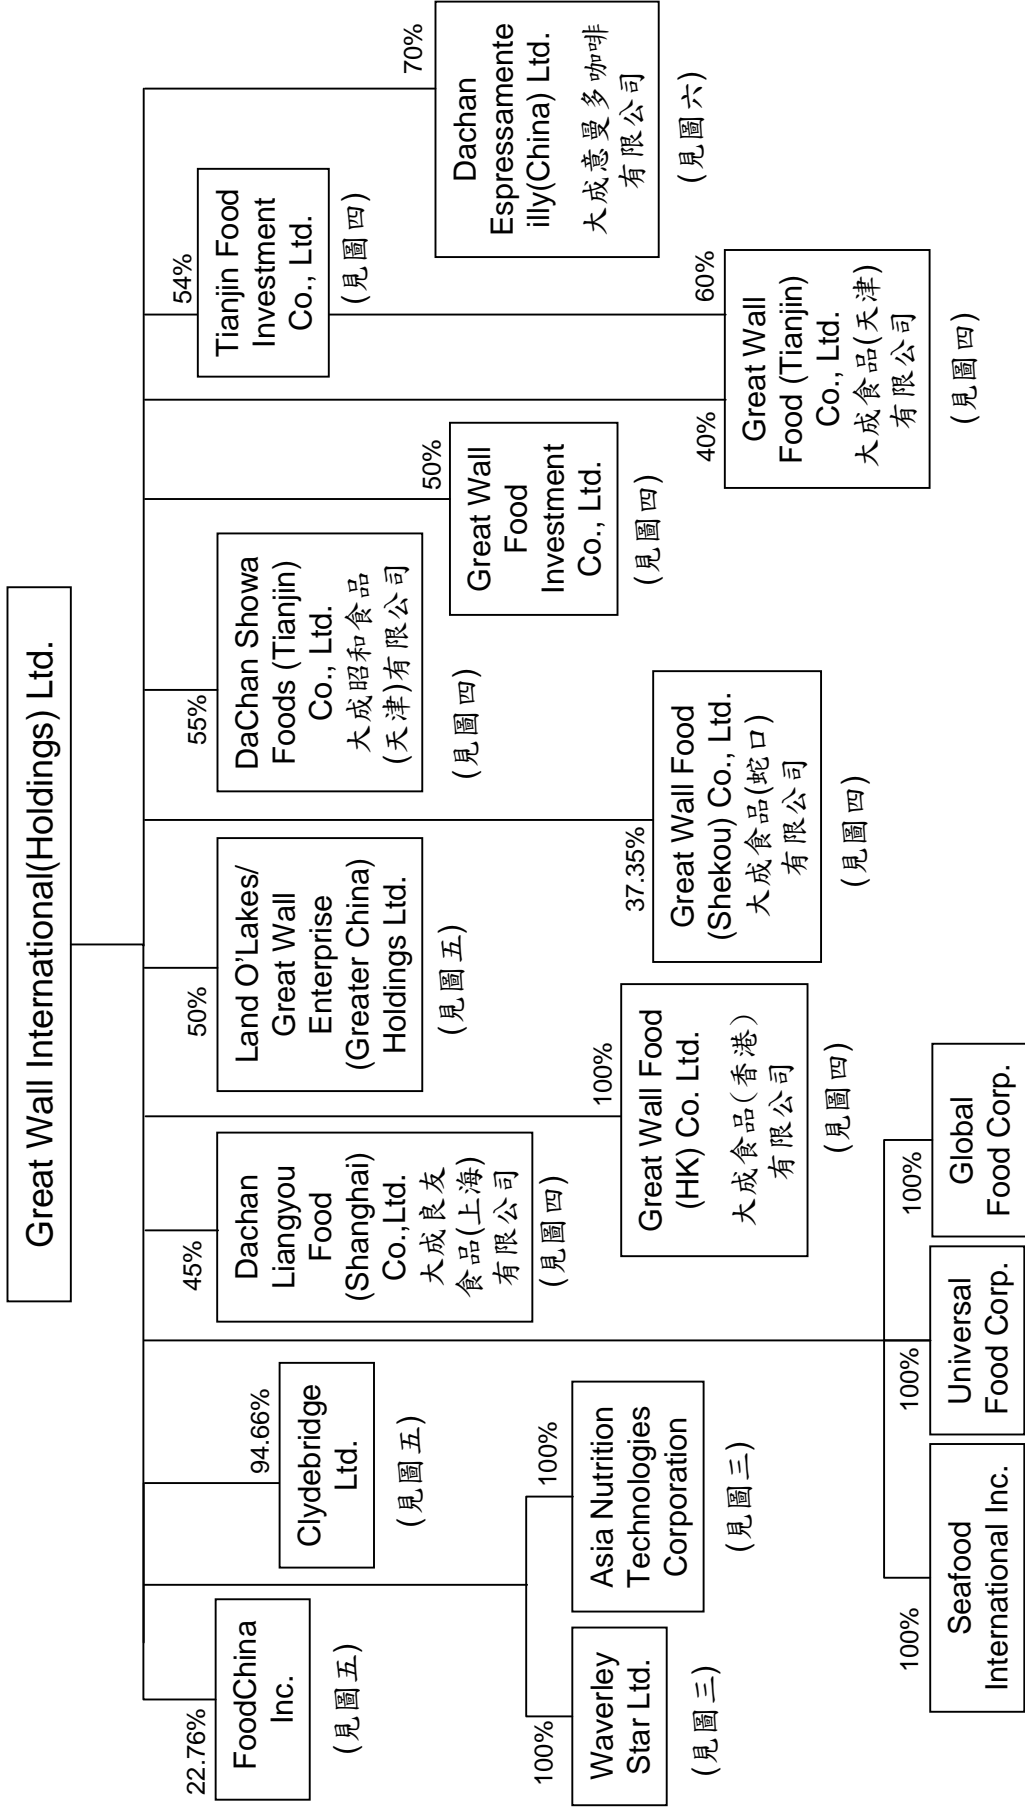 Great Wall International(Holdings) Ltd.
22.76%
FoodChina
Inc.
(見圖五)
94.66%
Clydebridge
Ltd.
(見圖五)
45%
Dachan
Liangyou
Food
(Shanghai)
Co.,Ltd.
大成良友
食品(上海)
有限公司
(見圖四)
50%
Land O'Lakes/
Great Wall
Enterprise
(Greater China)
Holdings Ltd.
(見圖五)
55%
DaChan Showa
Foods (Tianjin)
Co., Ltd.
大成昭和食品
(天津)有限公司
(見圖四)
54%
Tianjin Food
Investment
Co., Ltd.
(見圖四)
70%
Dachan
Espressamente
illy(China) Ltd.
大成意曼多咖啡
有限公司
(見圖六)
50%
Great Wall
Food
Investment
Co., Ltd.
(見圖四)
100%
Waverley
Star Ltd.
(見圖三)
100%
Asia Nutrition
Technologies
Corporation
(見圖三)
100%
Great Wall Food
(HK) Co. Ltd.
大成食品(香港)
有限公司
(見圖四)
37.35%
Great Wall Food
(Shekou) Co., Ltd.
大成食品(蛇口)
有限公司
(見圖四)
40%
60%
Great Wall
Food (Tianjin)
Co., Ltd.
大成食品(天津)
有限公司
(見圖四)
100%
Seafood
International Inc.
100%
Universal
Food Corp.
100%
Global
Food Corp.